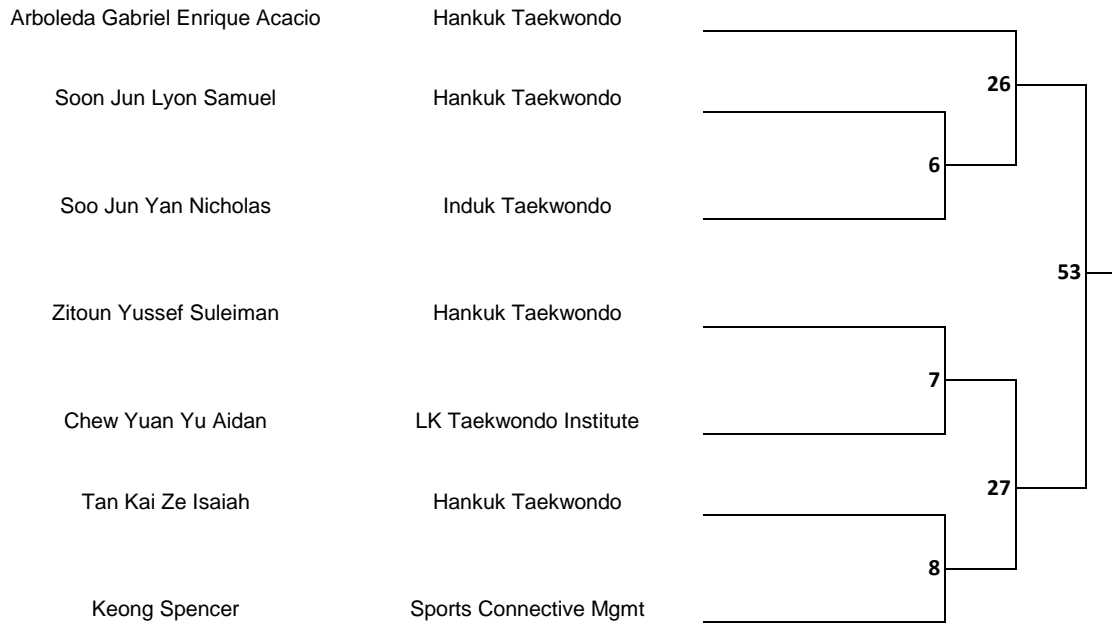 Arboleda Gabriel Enrique Acacio Hankuk Taekwondo
26
Soon Jun Lyon Samuel Hankuk Taekwondo
6
Soo Jun Yan Nicholas Induk Taekwondo
53
Zitoun Yussef Suleiman Hankuk Taekwondo
7
Chew Yuan Yu Aidan LK Taekwondo Institute
27
Tan Kai Ze Isaiah Hankuk Taekwondo
8
Keong Spencer Sports Connective Mgmt